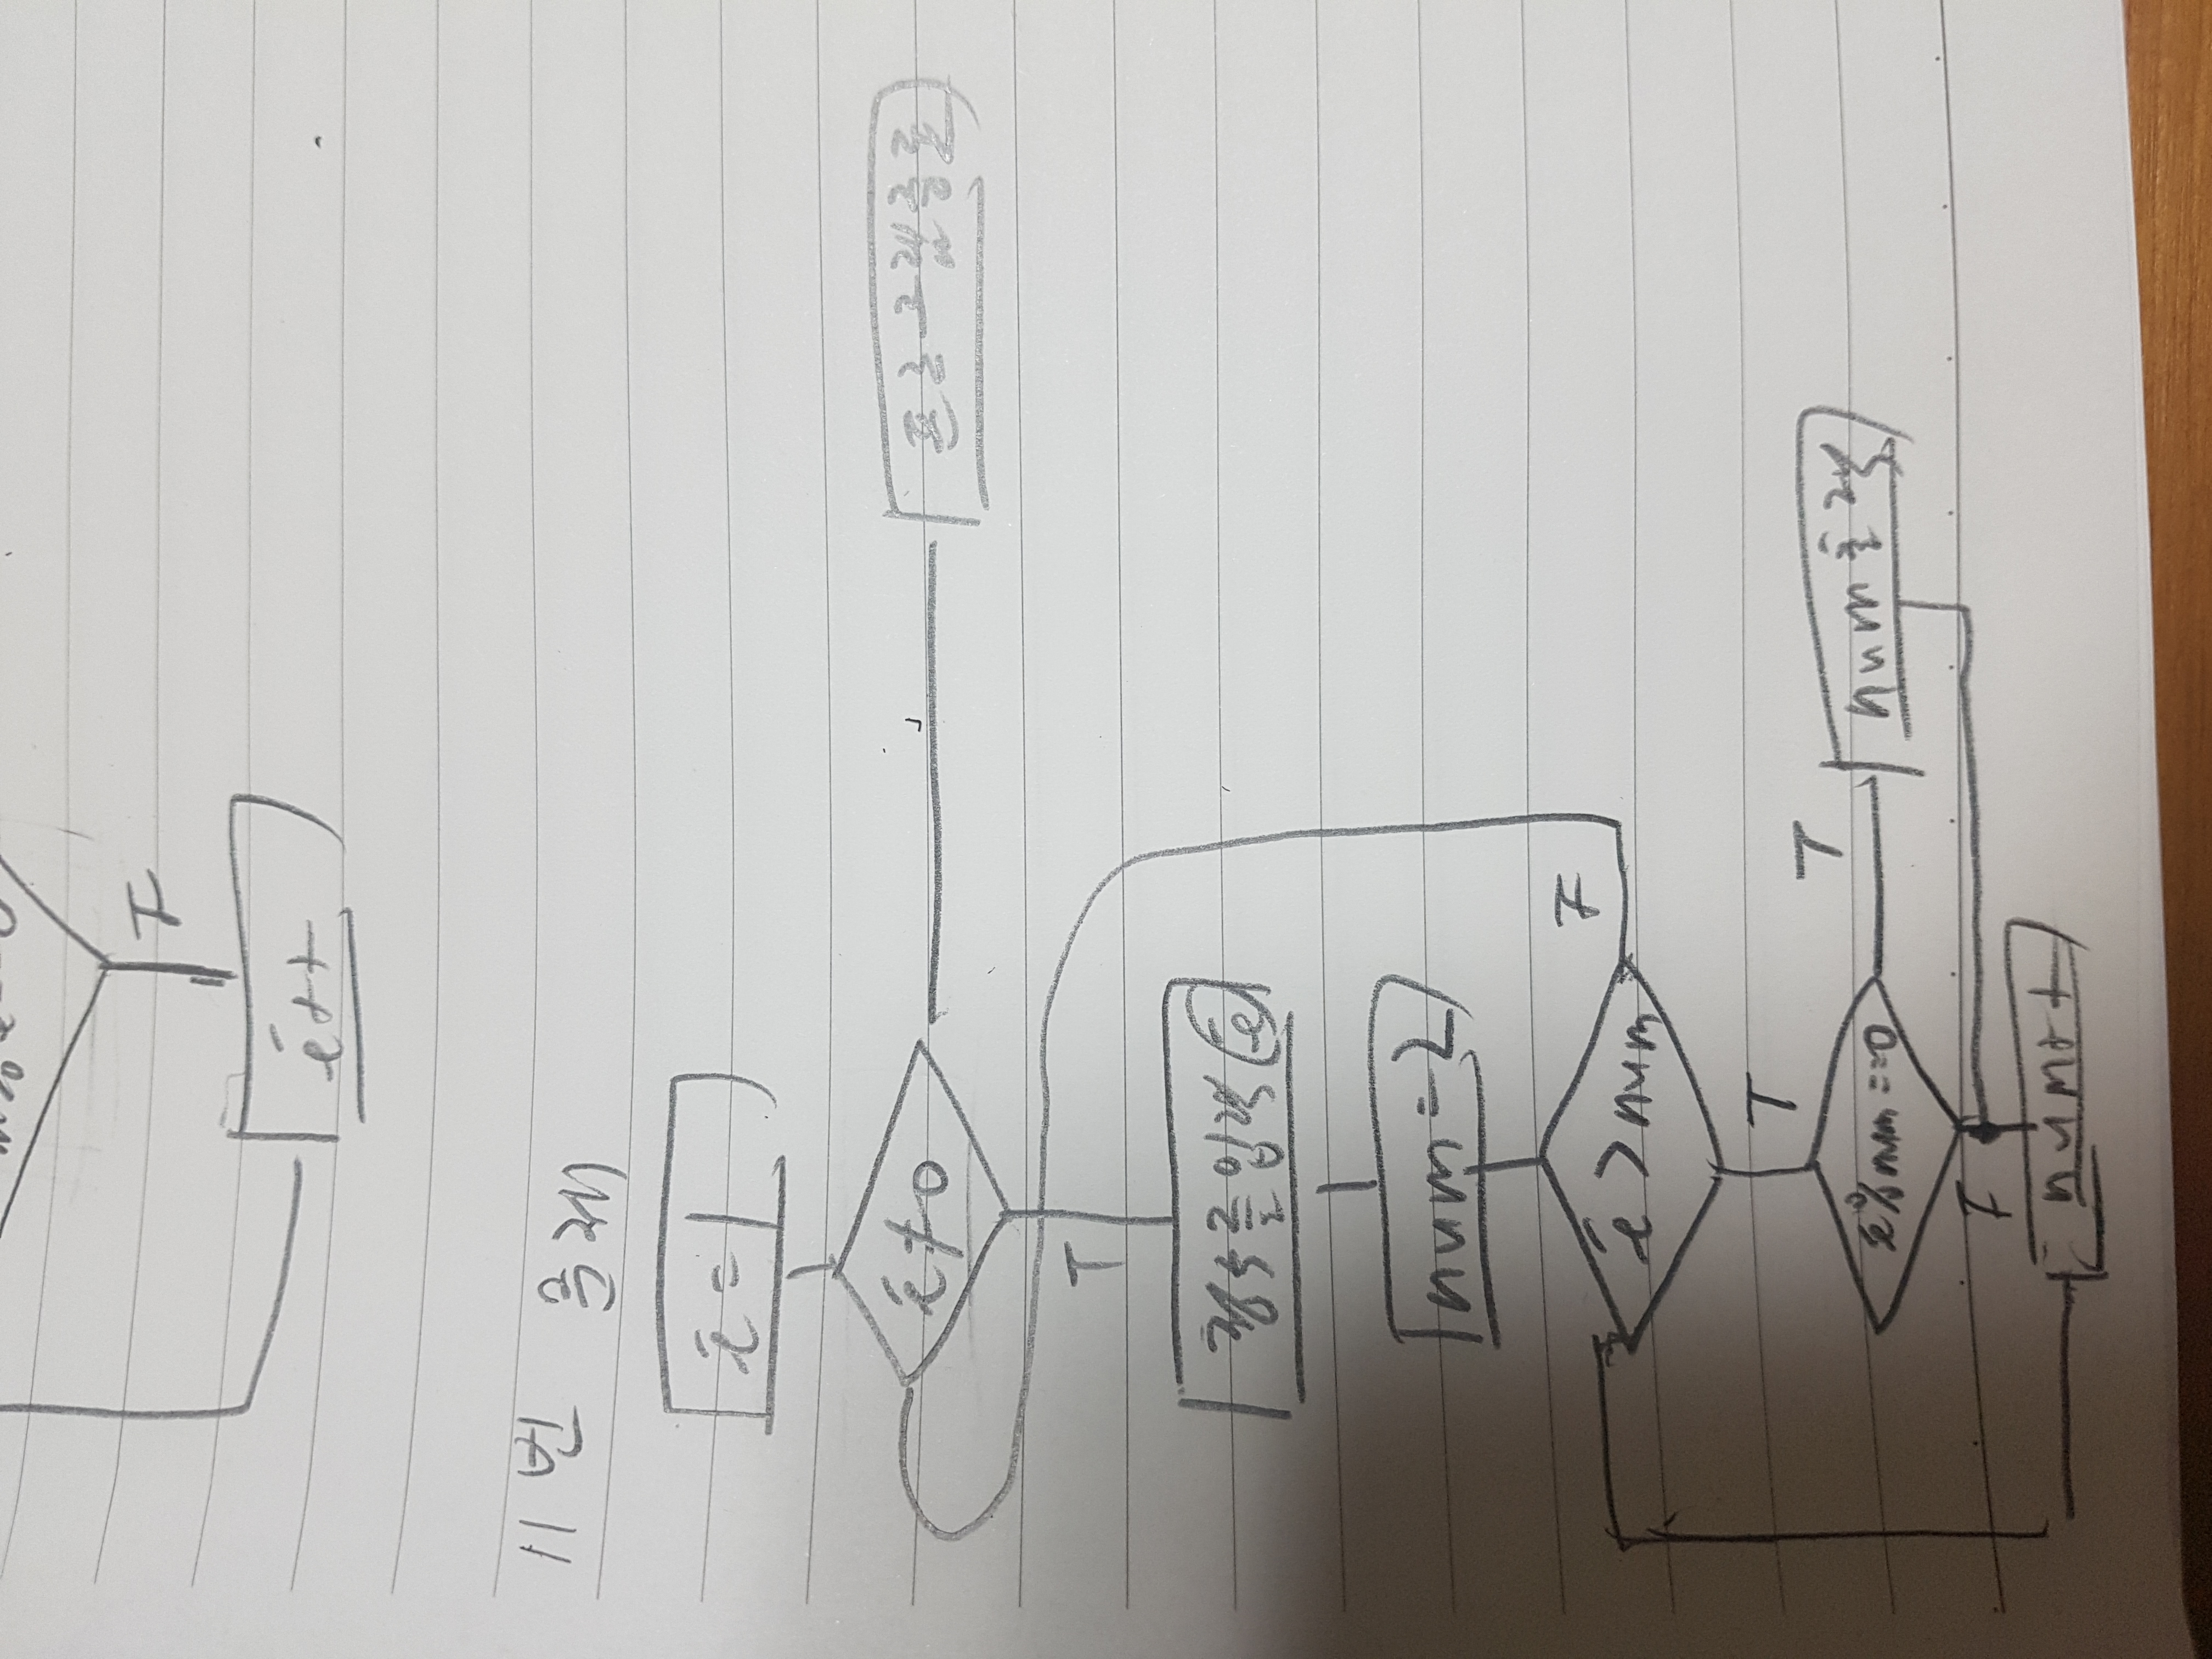 F
i++
11번 문제
i=1
i≠0
프로그램종료
T
정수를입력(i)
num=2
i>num
F
T
i%num==0
T
num출력
F
num++